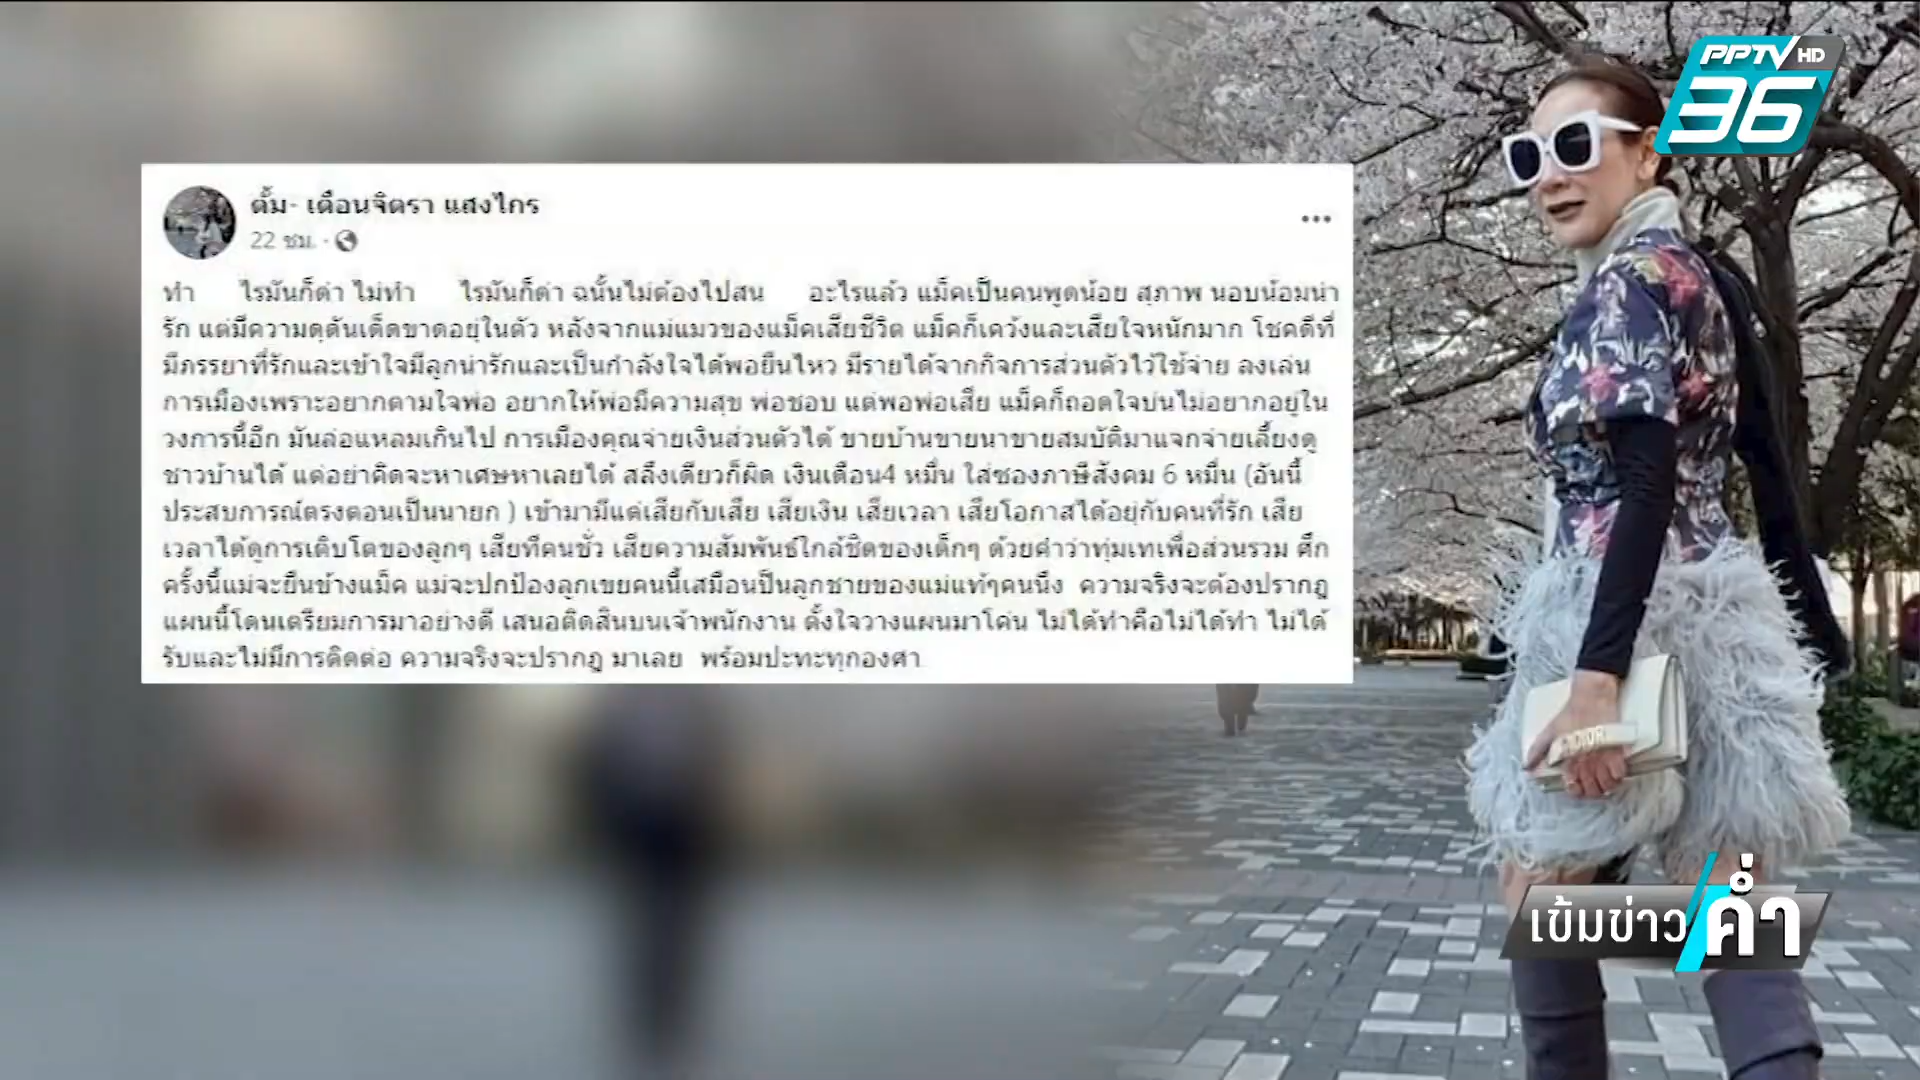 PPTV HD
36
ตั้ม- เดือนจิตรา แสงไกร
22 ชม.
ทำ ไรมันก็ด่า ไม่ทำ ไรมันก็ด่า ฉนั้นไม่ต้องไปสน อะไรแล้ว แม็คเป็นคนพูดน้อย สุภาพ นอบน้อมน่า
รัก แต่มีความดุดันเด็ดขาดอยู่ในตัว หลังจากแม่แมวของแม็คเสียชีวิต แม็คก็เคว้งและเสียใจหนักมาก โชคดีที่
มีภรรยาที่รักและเข้าใจมีลูกน่ารักและเป็นกำลังใจได้พอยืนไหว มีรายได้จากกิจการส่วนตัวไว้ใช้จ่าย ลงเล่น
การเมืองเพราะอยากตามใจพ่อ อยากให้พ่อมีความสุข พ่อชอบ แต่พอพ่อเสีย แม็คก็ถอดใจบ่นไม่อยากอยู่ใน
วงการนี้อีก มันล่อแหลมเกินไป การเมืองคุณจ่ายเงินส่วนตัวได้ ขายบ้านขายนาขายสมบัติมาแจกจ่ายเลี้ยงดู
ชาวบ้านได้ แต่อย่าคิดจะหาเศษหาเลยได้ สลึงเดียวก็ผิด เงินเดือน4 หมื่น ใส่ซองภาษีสังคม 6 หมื่น (อันนี้
ประสบการณ์ตรงตอนเป็นนายก ) เข้ามามีแต่เสียกับเสีย เสียเงิน เสียเวลา เสียโอกาสได้อยู่กับคนที่รัก เสีย
เวลาได้ดูการเติบโตของลูกๆ เสียทีคนชั่ว เสียความสัมพันธ์ใกล้ชิดของเด็กๆ ด้วยคำว่าทุ่มเทเพื่อส่วนรวม ศึก
ครั้งนี้แม่จะยืนข้างแม็ค แม่จะปกป้องลูกเขยคนนี้เสมือนป็นลูกชายของแม่แท้ๆคนนึง ความจริงจะต้องปรากฎ
แผนนี้โดนเตรียมการมาอย่างดี เสนอติดสินบนเจ้าพนักงาน ตั้งใจวางแผนมาโค่น ไม่ได้ทำคือไม่ได้ทำ ไม่ได้
รับและไม่มีการติดต่อ ความจริงจะปรากฎ มาเลย พร้อมปะทะทุกองศา
DIOR
เข้มข่าว ค่ำ